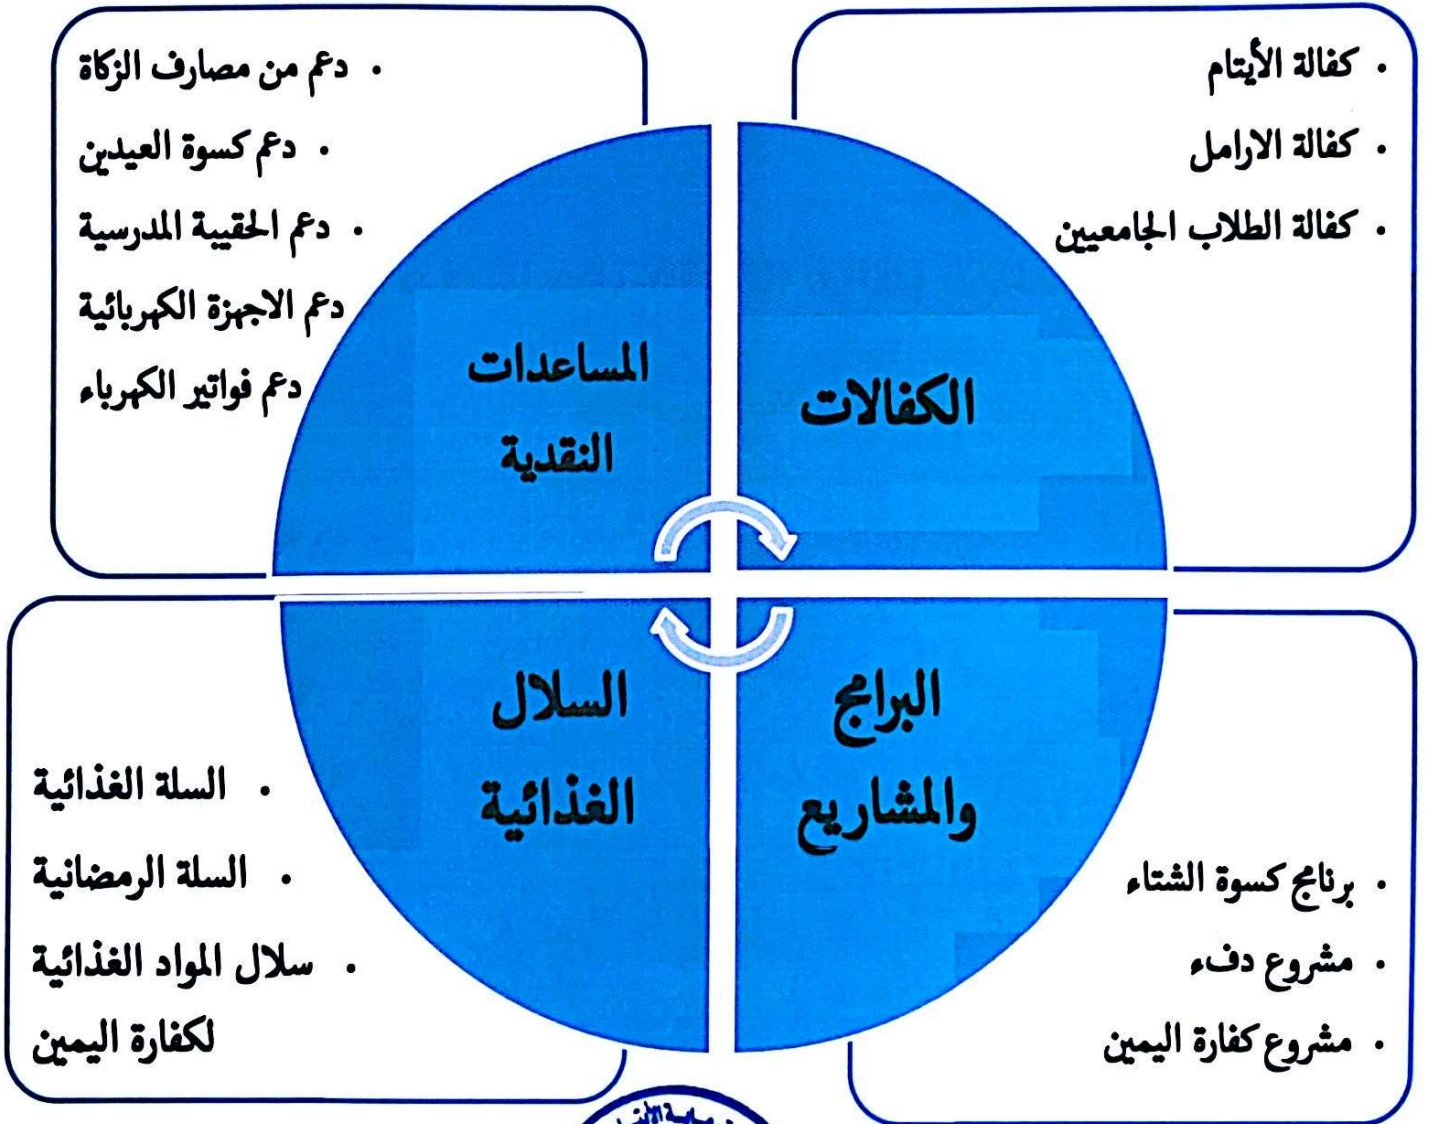 كفالة الأيتام
كفالة الارامل
كفالة الطلاب الجامعيين
الكفالات
دعم من مصارف الزكاة
دعم كسوة العيدين
دعم الحقيبة المدرسية
دعم الاجهزة الكهربائية
دعم فواتير الكهرباء
المساعدات
النقدية
البرامج
والمشاريع
برنامج كسوة الشتاء
مشروع دفء
مشروع كفارة اليمين
السلال
الغذائية
السلة الغذائية
السلة الرمضانية
سلال المواد الغذائية
لكفارة اليمين